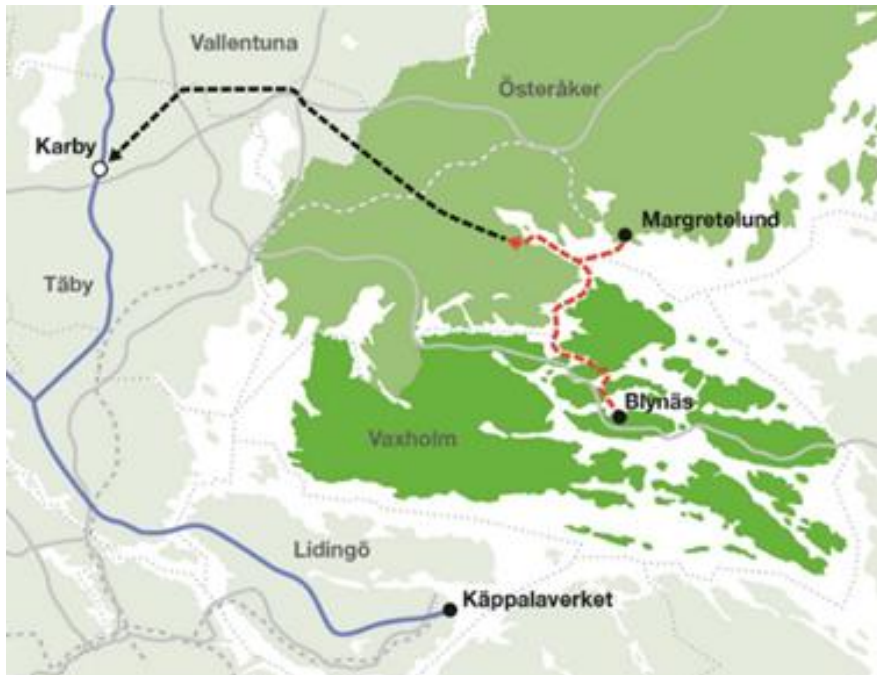 Vallentuna
Österåker
Karby
Margretelund
Täby
Blynäs
Vaxholm
Lidingö
Käppalaverket